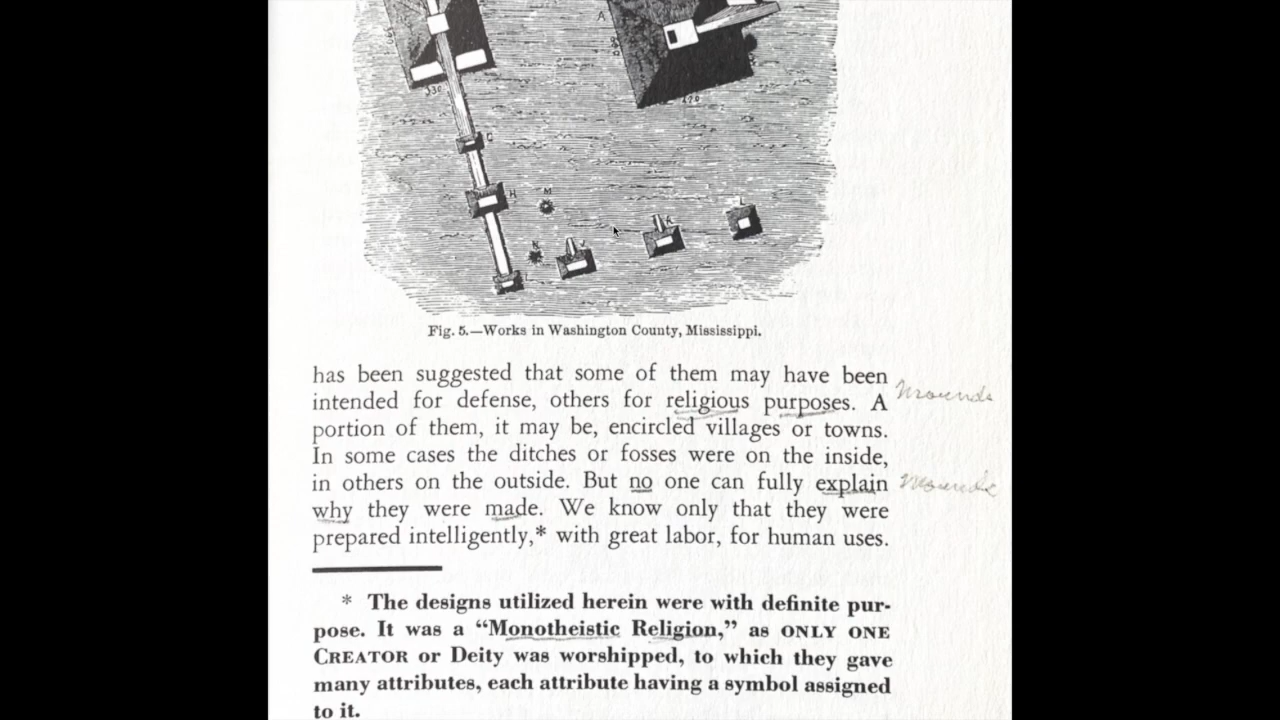 A
330
270
G
H
M
L
K
N
J
Fig. 5.—Works in Washington County, Mississippi.
has been suggested that some of them may have been
intended for defense, others for religious purposes. A
Mounds
portion of them, it may be, encircled villages or towns.
In some cases the ditches or fosses were on the inside,
in others on the outside. But no one can fully explain
Mounds
why they were made. We know only that they were
prepared intelligently,* with great labor, for human uses.
* The designs utilized herein were with definite pur-
pose. It was a “Monotheistic Religion,” as ONLY ONE
CREATOR or Deity was worshipped, to which they gave
many attributes, each attribute having a symbol assigned
to it.